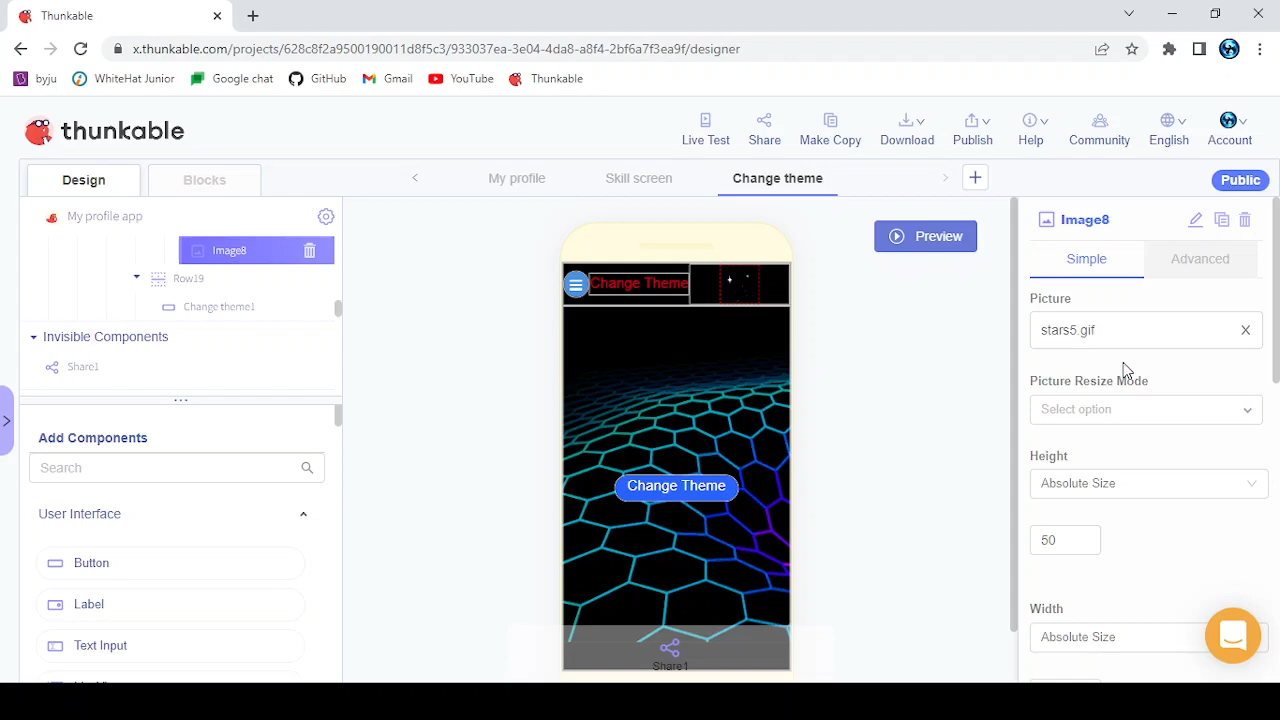 Thunkable
x.thunkable.com/projects/628c8f2a9500190011d8f5c3/933037ea-3e04-4da8-a8f4-2bf6a7f3ea9f/designer
byju WhiteHat Junior Google chat GitHub Gmail YouTube Thunkable
thunkable
Live Test Share Make Copy Download Publish Help Community English Account
Design Blocks My profile Skill screen Change theme Public
My profile app
Image8
Row19
Change theme1
Invisible Components
Share1
Add Components
Search
User Interface
Button
Label
Text Input
Preview
Change Theme
Change Theme
Share1
Image8
Simple Advanced
Picture
stars5.gif
Picture Resize Mode
Select option
Height
Absolute Size
50
Width
Absolute Size